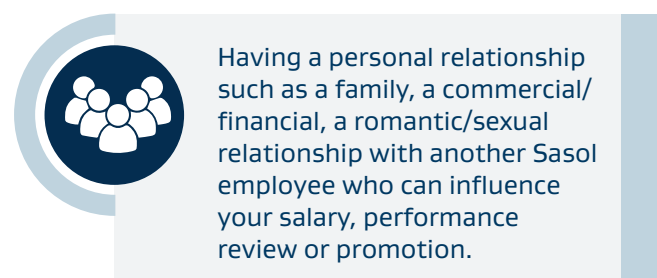 Having a personal relationship
such as a family, a commercial/
financial, a romantic/sexual
relationship with another Sasol
employee who can influence
your salary, performance
review or promotion.